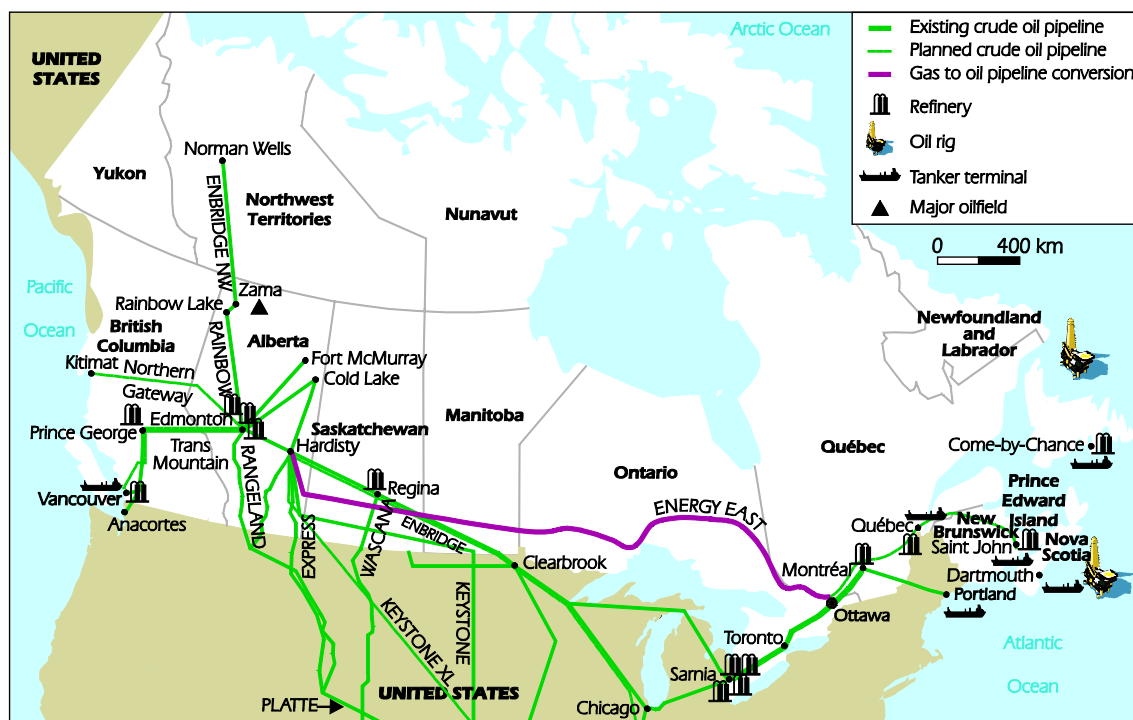 Arctic Ocean
Existing crude oil pipeline
Planned crude oil pipeline
Gas to oil pipeline conversion
Refinery
Oil rig
Tanker terminal
Major oilfield
0 400 km
UNITED
STATES
Yukon
Norman Wells
ENBRIDGE NW
Northwest
Territories
Nunavut
Pacific
Ocean
Zama
Rainbow Lake
RAINBOW
British
Columbia
Alberta
Kitimat
Northern
Gateway
Fort McMurray
Cold Lake
Edmonton
Prince George
Trans
Mountain
Vancouver
Anacortes
RANGELAND
Saskatchewan
Hardisty
Manitoba
Regina
EXPRESS
WASCANA
ENBRIDGE
Clearbrook
KEYSTONE
KEYSTONE XL
PLATTE
UNITED STATES
Ontario
ENERGY EAST
Newfoundland
and
Labrador
Québec
Come-by-Chance
Prince
Edward
Island
Québec
New
Brunswick
Saint John
Nova
Scotia
Montréal
Dartmouth
Portland
Ottawa
Toronto
Sarnia
Chicago
Atlantic
Ocean